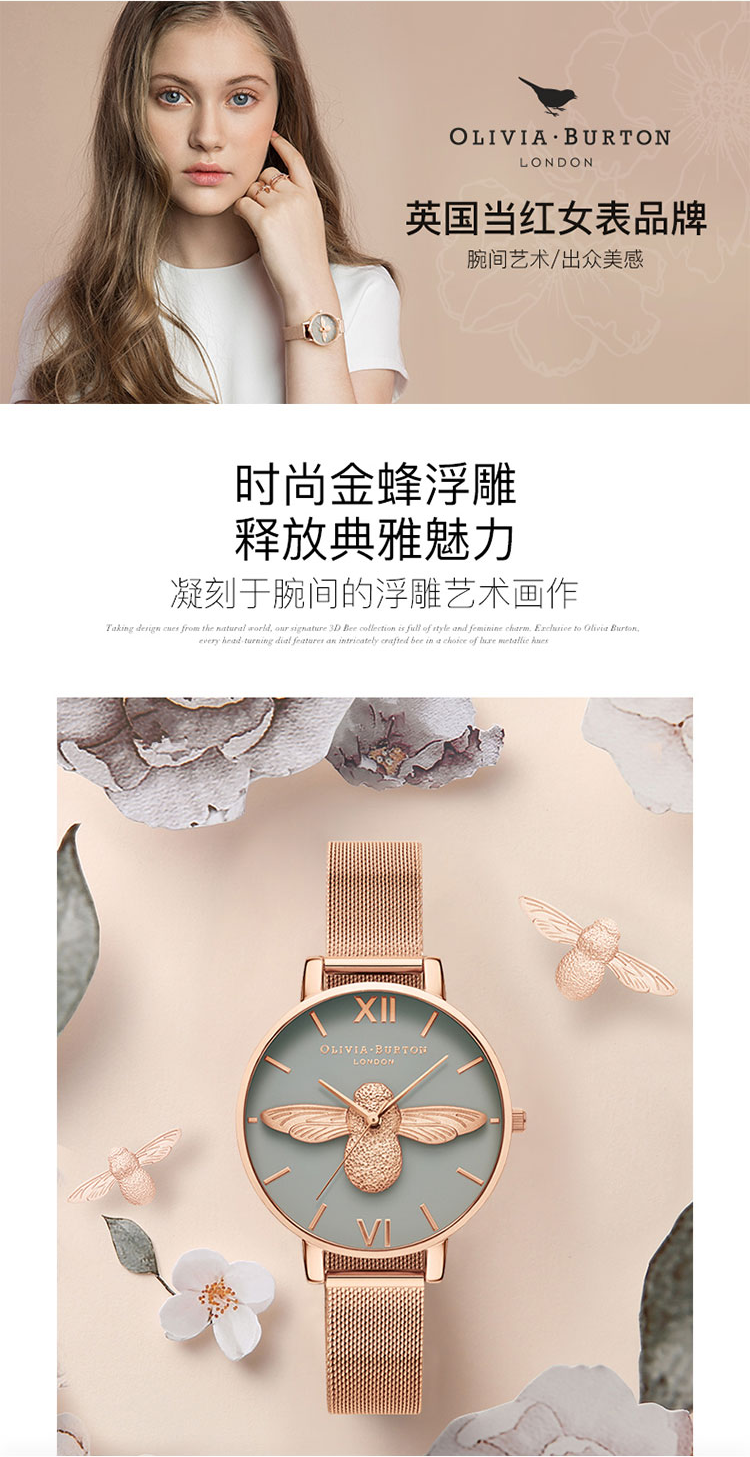 OLIVIA·BURTON
LONDON
英国当红女表品牌
腕间艺术/出众美感
时尚金蜂浮雕
释放典雅魅力
凝刻于腕间的浮雕艺术画作
Taking design cues from the natural world, our signature 3D Bee collection is full of style and feminine charm. Exclusive to Olivia Burton,
every head-turning dial features an intricately crafted bee in a choice of luxe metallic hues
XII
OLIVIA·BURTON
LONDON
VI